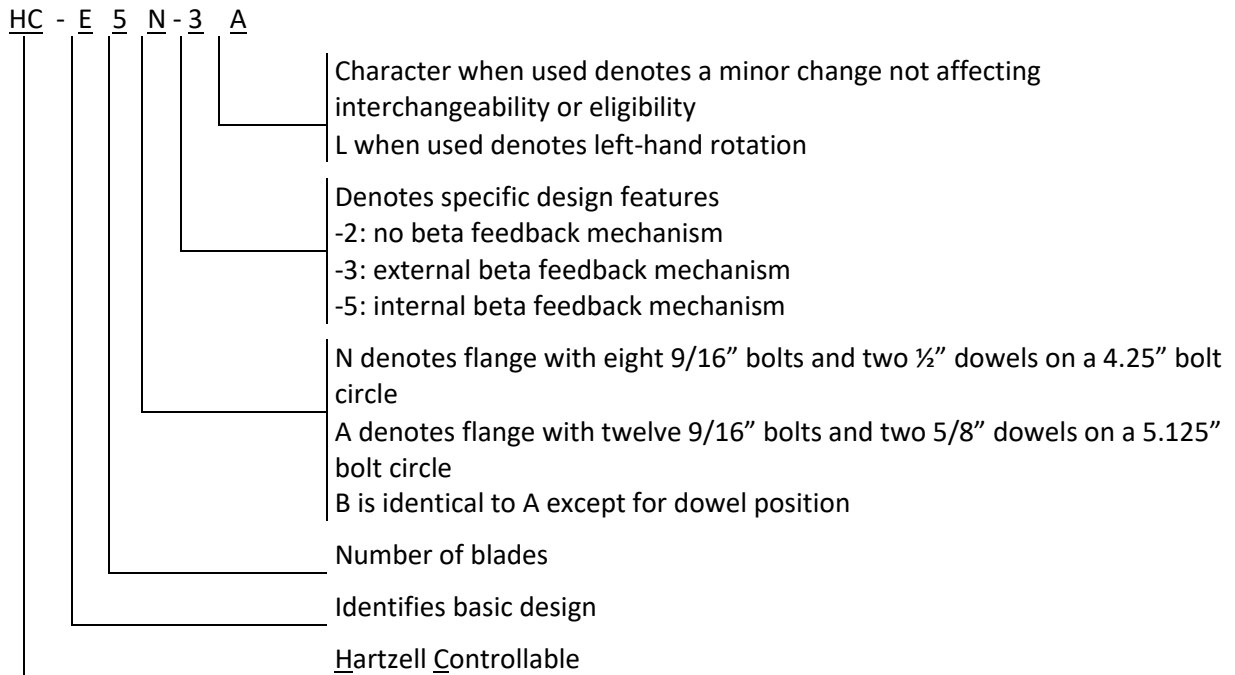 HC - E 5 N - 3 A
Character when used denotes a minor change not affecting
interchangeability or eligibility
L when used denotes left-hand rotation
Denotes specific design features
-2: no beta feedback mechanism
-3: external beta feedback mechanism
-5: internal beta feedback mechanism
N denotes flange with eight 9/16” bolts and two ½” dowels on a 4.25” bolt
circle
A denotes flange with twelve 9/16” bolts and two 5/8” dowels on a 5.125”
bolt circle
B is identical to A except for dowel position
Number of blades
Identifies basic design
Hartzell Controllable